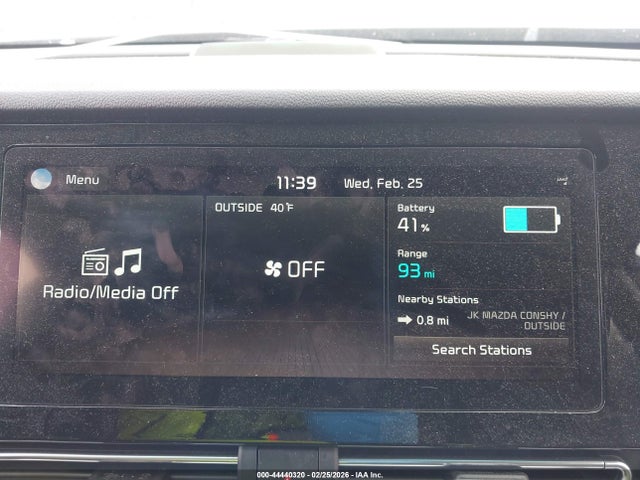 Menu
11:39
Wed, Feb. 25
Radio/Media Off
OUTSIDE 40°F
OFF
Battery
41%
Range
93 mi
Nearby Stations
0.8 mi
JK MAZDA CONSHY /
OUTSIDE
Search Stations
000-44440320 - 02/25/2026 - © IAA, Inc.